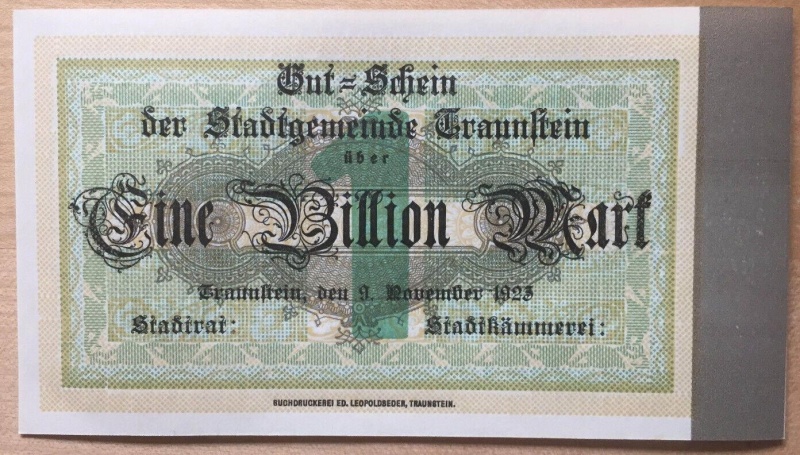 Gut=Schein
der Stadtgemeinde Traunstein
über
Eine Billion Mark
1
Traunstein, den 9. November 1923
Stadtrat: Stadtkämmerei:
BUCHDRUCKEREI ED. LEOPOLDSEDER, TRAUNSTEIN.